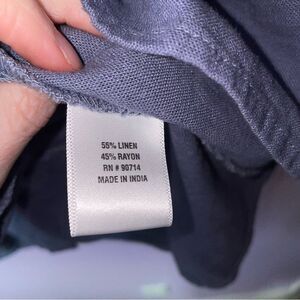 55% LINEN
45% RAYON
RN # 90714
MADE IN INDIA